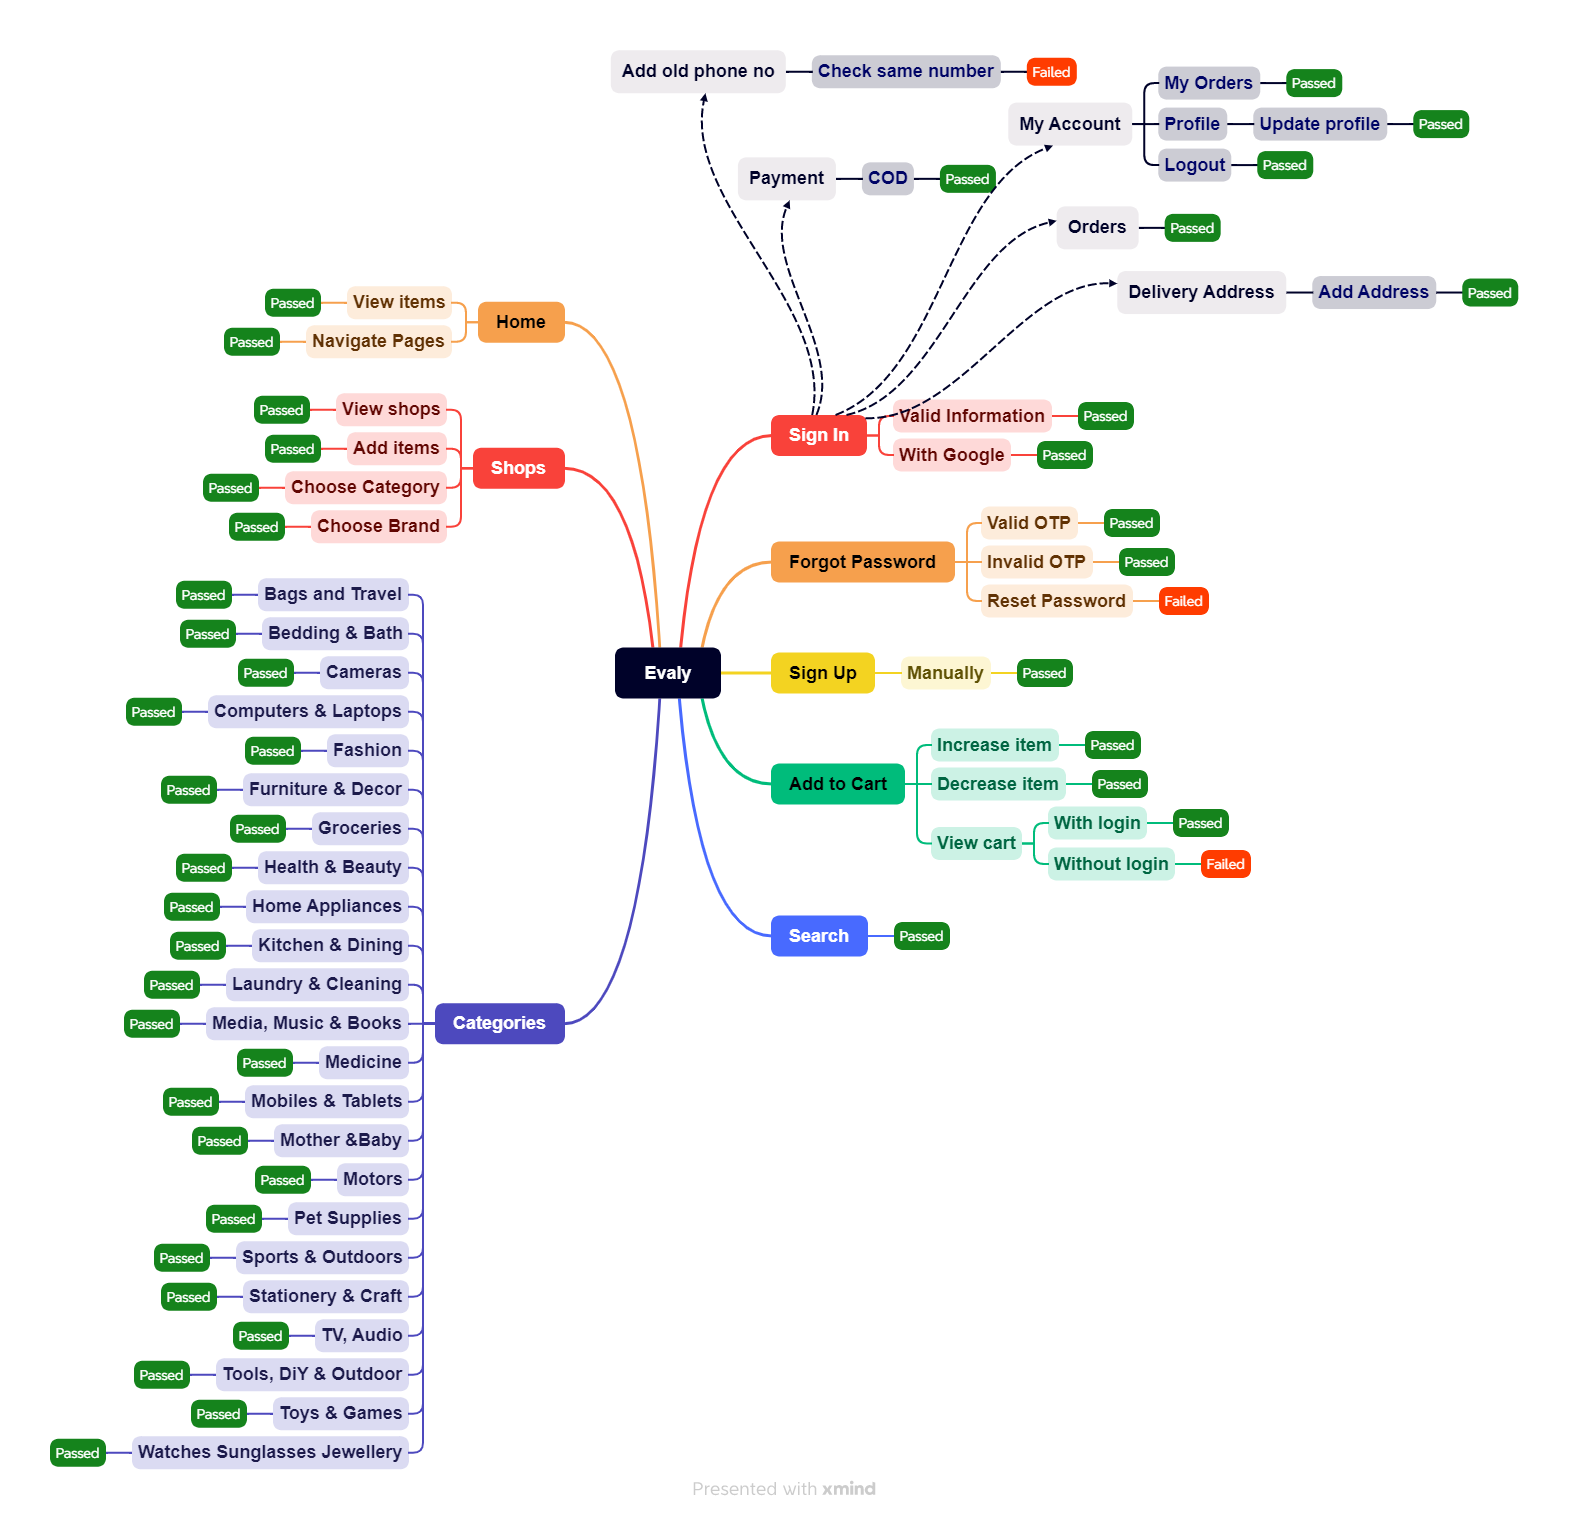 Add old phone no
Check same number
Failed
My Account
My Orders
Passed
Profile
Update profile
Passed
Logout
Passed
Payment
COD
Passed
Orders
Passed
Delivery Address
Add Address
Passed
Passed
View items
Home
Passed
Navigate Pages
Passed
View shops
Passed
Add items
Shops
Passed
Choose Category
Passed
Choose Brand
Sign In
Valid Information
Passed
With Google
Passed
Forgot Password
Valid OTP
Passed
Invalid OTP
Passed
Reset Password
Failed
Evaly
Sign Up
Manually
Passed
Add to Cart
Increase item
Passed
Decrease item
Passed
View cart
With login
Passed
Without login
Failed
Search
Passed
Categories
Passed
Bags and Travel
Passed
Bedding & Bath
Passed
Cameras
Passed
Computers & Laptops
Passed
Fashion
Passed
Furniture & Decor
Passed
Groceries
Passed
Health & Beauty
Passed
Home Appliances
Passed
Kitchen & Dining
Passed
Laundry & Cleaning
Passed
Media, Music & Books
Passed
Medicine
Passed
Mobiles & Tablets
Passed
Mother &Baby
Passed
Motors
Passed
Pet Supplies
Passed
Sports & Outdoors
Passed
Stationery & Craft
Passed
TV, Audio
Passed
Tools, DiY & Outdoor
Passed
Toys & Games
Passed
Watches Sunglasses Jewellery
Presented with xmind